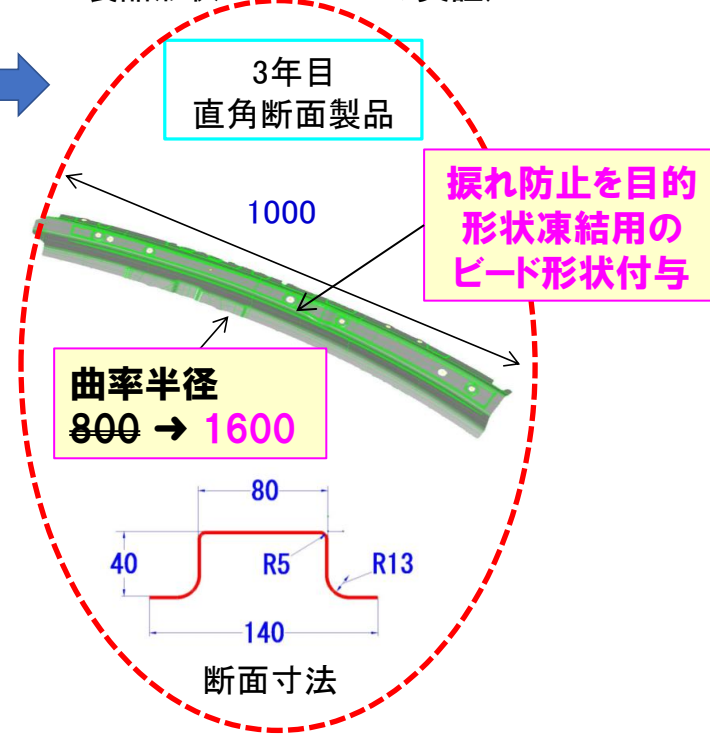 3年目
直角断面製品
捩れ防止を目的
形状凍結用の
ビード形状付与
1000
曲率半径
800 → 1600
80
40
R5
R13
140
断面寸法